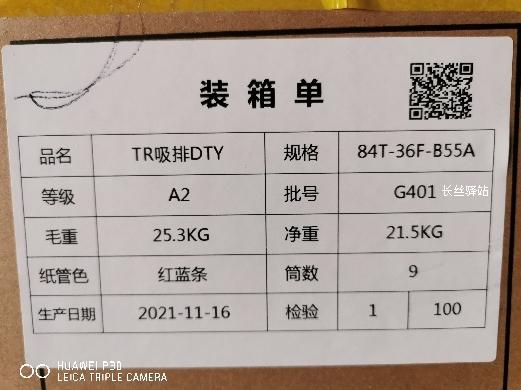 装箱单
品名 TR吸排DTY 规格 84T-36F-B55A
等级 A2 批号 G401 长丝驿站
毛重 25.3KG 净重 21.5KG
纸管色 红蓝条 筒数 9
生产日期 2021-11-16 检验 1 100
HUAWEI P30
LEICA TRIPLE CAMERA